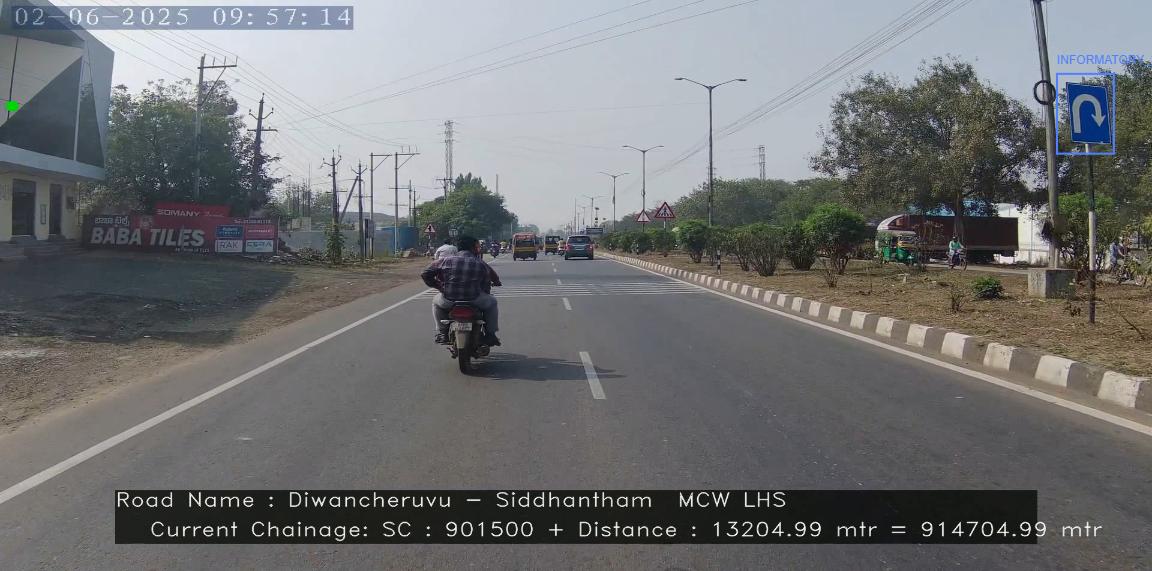 02-06-2025 09:57:14
INFORMATORY
SOMANY
BABA TILES
RAK
KERA
Road Name : Diwancheruvu - Siddhantham MCW LHS
Current Chainage: SC : 901500 + Distance : 13204.99 mtr = 914704.99 mtr